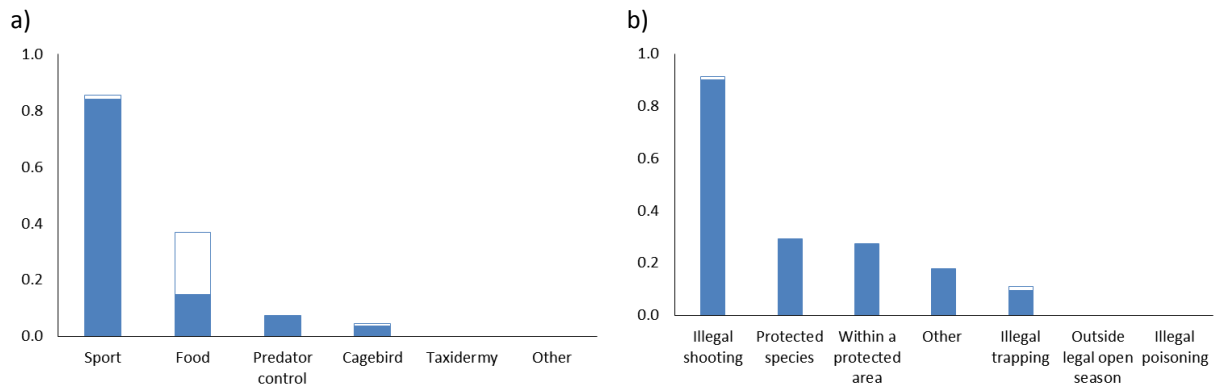 a)
1.0
0.8
0.6
0.4
0.2
0.0
Sport
Food
Predator
control
Cagebird
Taxidermy
Other
b)
1.0
0.8
0.6
0.4
0.2
0.0
Illegal
shooting
Protected
species
Within a
protected
area
Other
Illegal
trapping
Outside
legal open
season
Illegal
poisoning